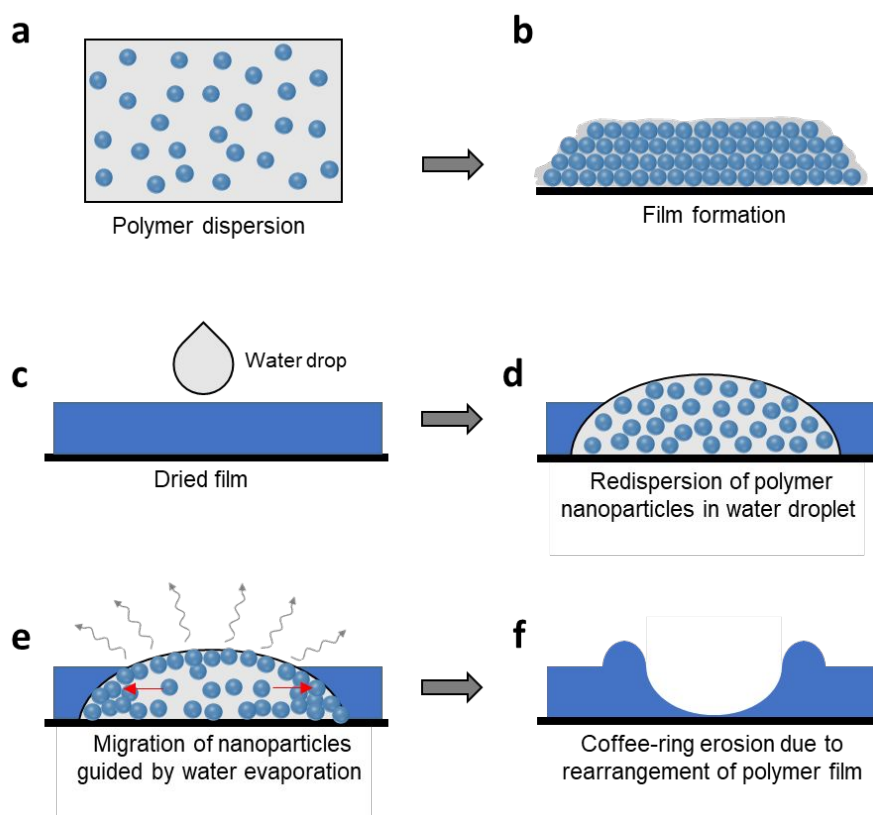 a
b
Polymer dispersion
Film formation
c
Water drop
d
Dried film
Redispersion of polymer
nanoparticles in water droplet
e
f
Migration of nanoparticles
guided by water evaporation
Coffee-ring erosion due to
rearrangement of polymer film